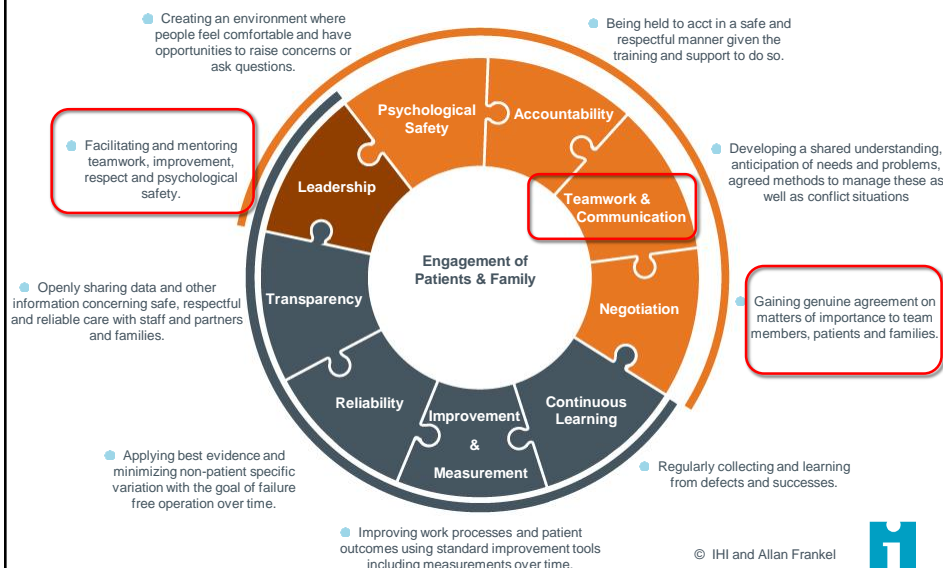 Creating an environment where
people feel comfortable and have
opportunities to raise concerns or
ask questions.
Being held to acct in a safe and
respectful manner given the
training and support to do so.
Psychological
Safety
Accountability
Facilitating and mentoring
teamwork, improvement,
respect and psychological
safety.
Leadership
Teamwork &
Communication
Developing a shared understanding,
anticipation of needs and problems,
agreed methods to manage these as
well as conflict situations
Engagement of
Patients & Family
Openly sharing data and other
information concerning safe, respectful
and reliable care with staff and partners
and families.
Transparency
Negotiation
Gaining genuine agreement on
matters of importance to team
members, patients and families.
Reliability
Improvement
&
Measurement
Continuous
Learning
Applying best evidence and
minimizing non-patient specific
variation with the goal of failure
free operation over time.
Regularly collecting and learning
from defects and successes.
Improving work processes and patient
outcomes using standard improvement tools
including measurements over time.
© IHI and Allan Frankel